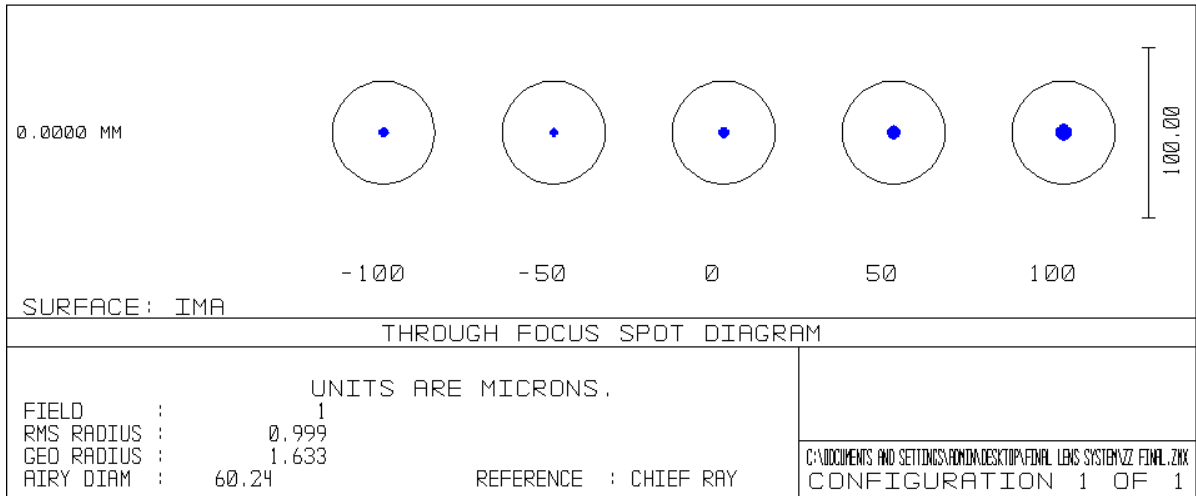 0.0000 MM
100.00
-100 -50 0 50 100
SURFACE: IMA
THROUGH FOCUS SPOT DIAGRAM
UNITS ARE MICRONS.
FIELD : 1
RMS RADIUS : 0.999
GEO RADIUS : 1.633
AIRY DIAM : 60.24 REFERENCE : CHIEF RAY
C:\DOCUMENTS AND SETTINGS\ADMIN\DESKTOP\FINAL LENS SYSTEM\ZZ FINAL.ZMX
CONFIGURATION 1 OF 1